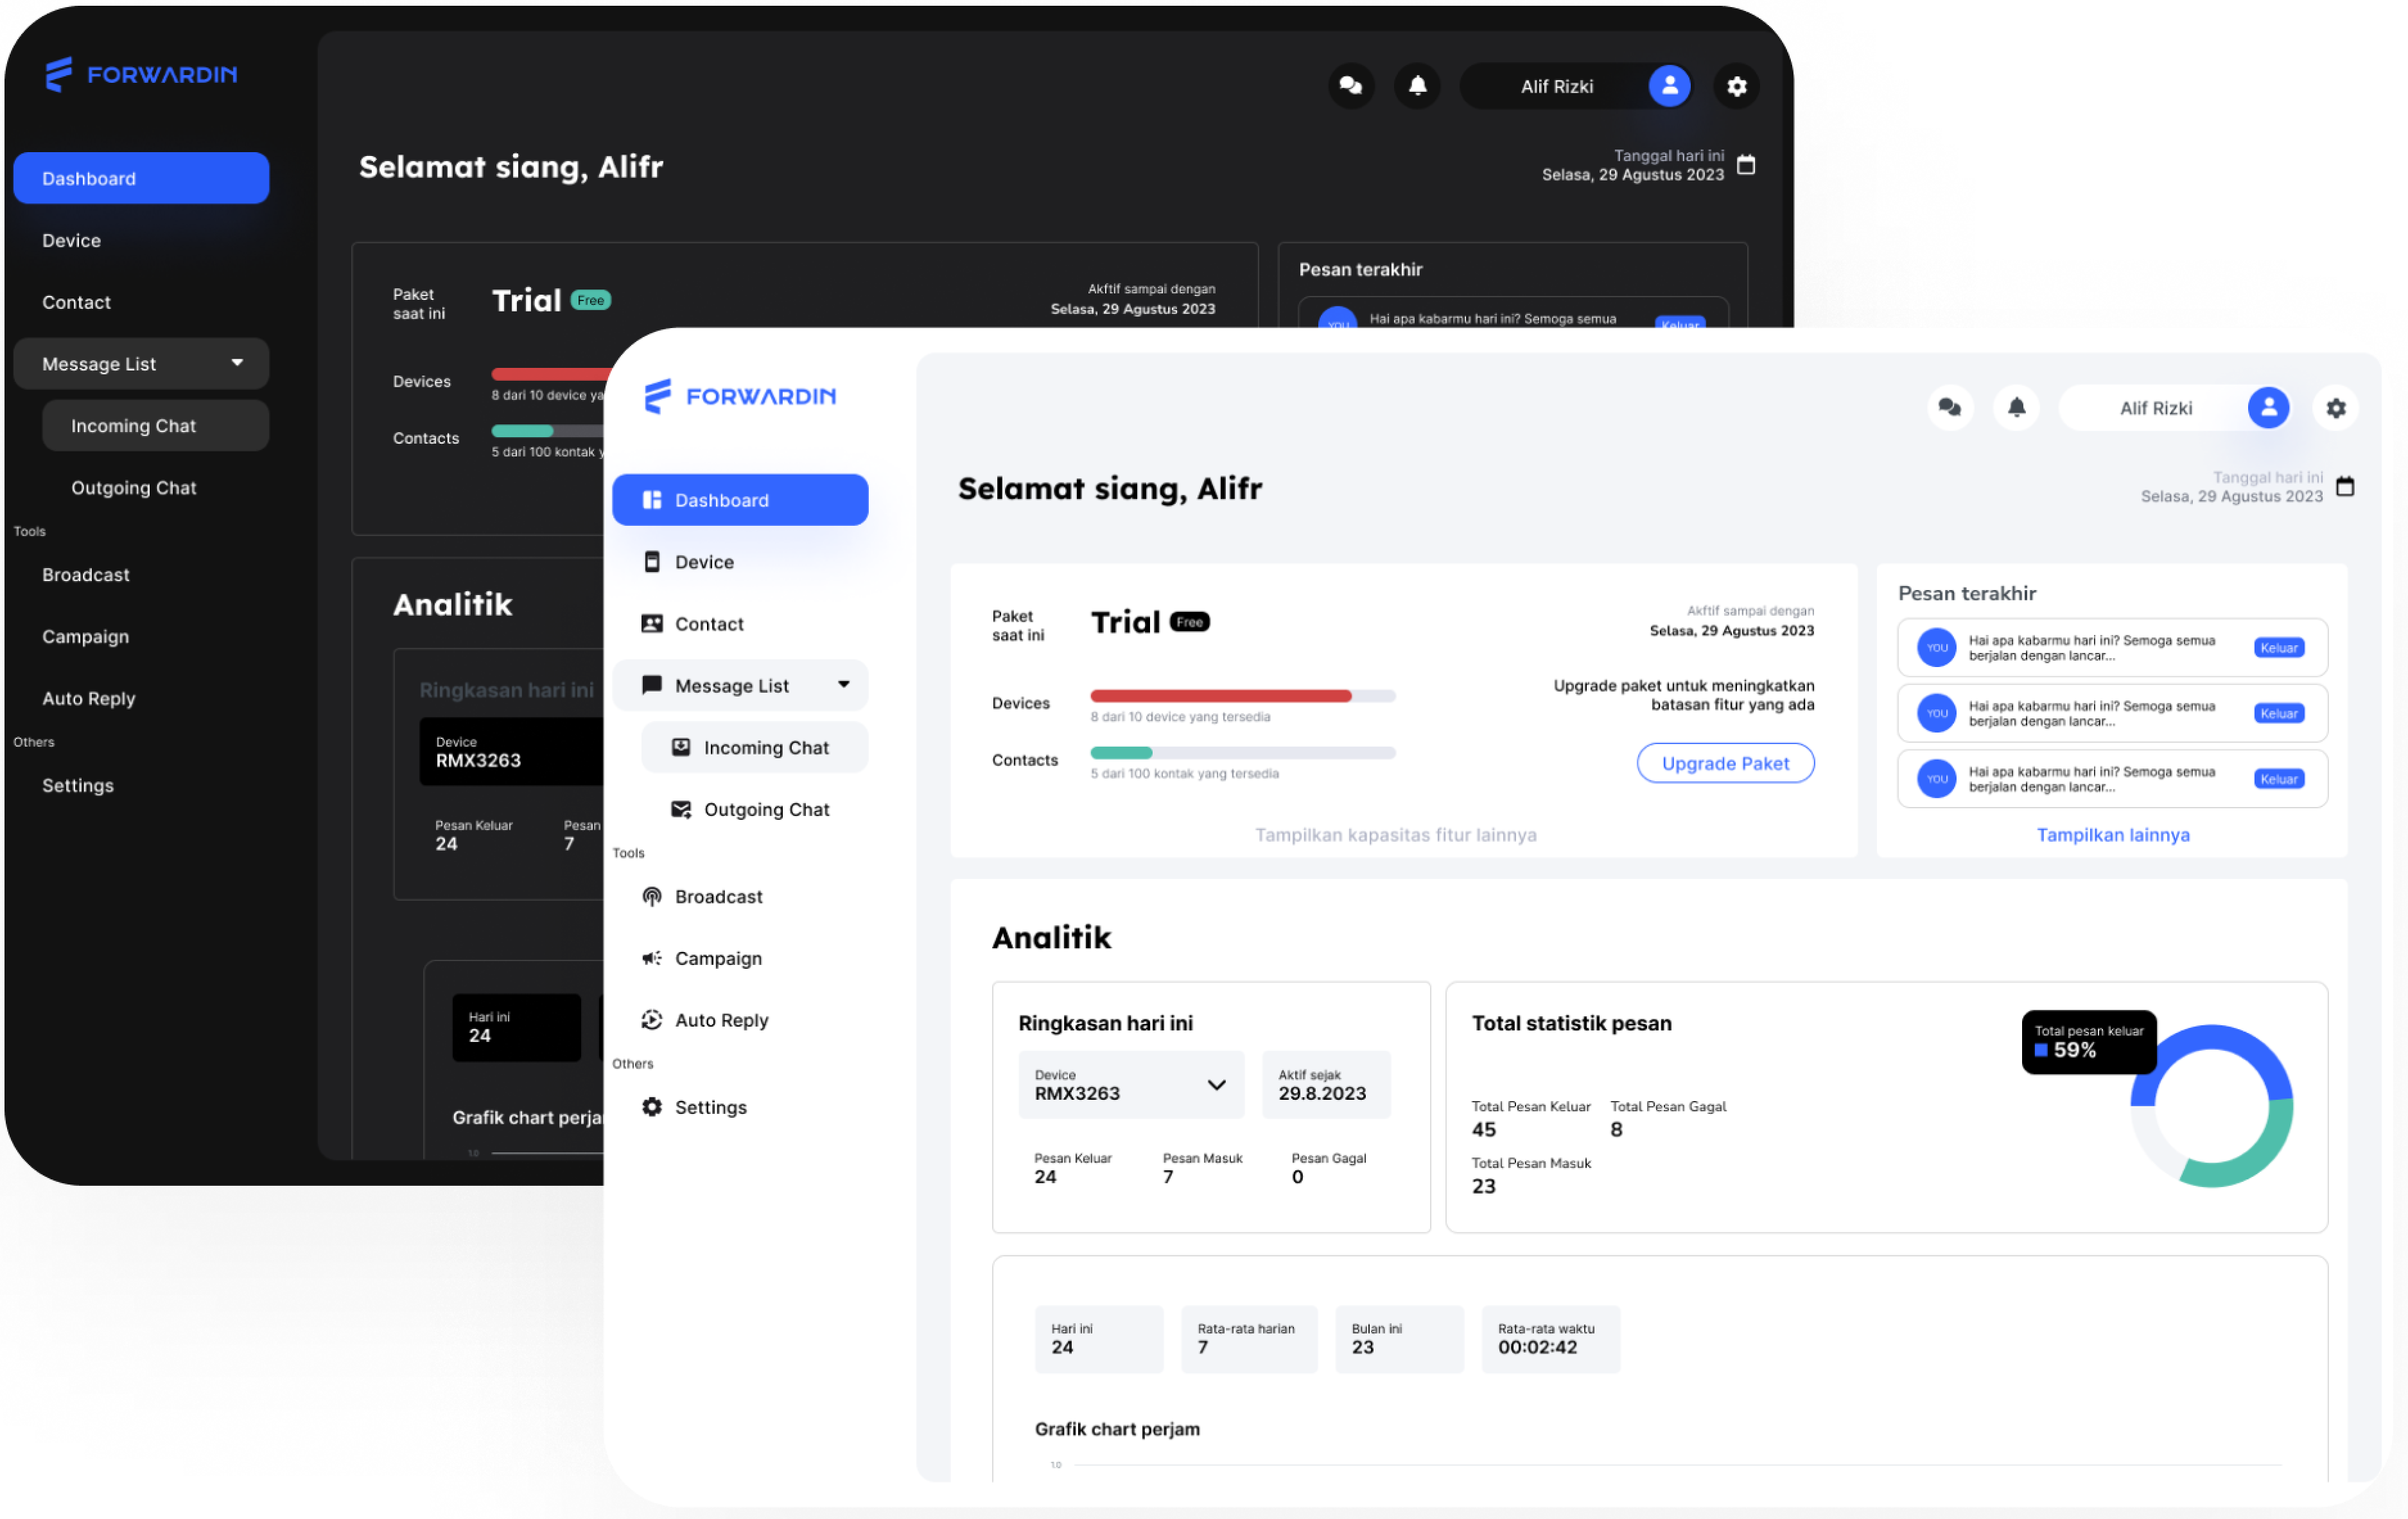 FORWARDIN
Alif Rizki
Selamat siang, Alifr
Tanggal hari ini
Selasa, 29 Agustus 2023
Dashboard
Device
Contact
Message List
Incoming Chat
Outgoing Chat
Tools
Broadcast
Campaign
Auto Reply
Others
Settings
Paket
saat ini
Trial
Free
Akftif sampai dengan
Selasa, 29 Agustus 2023
Devices
8 dari 10 device ya
Contacts
5 dari 100 kontak y
Pesan terakhir
YOU
Hai apa kabarmu hari ini? Semoga semua
Keluar
Analitik
Ringkasan hari ini
Device
RMX3263
Pesan Keluar
24
Pesan
7
Hari ini
24
Grafik chart perja
1.0
FORWARDIN
Alif Rizki
Selamat siang, Alifr
Tanggal hari ini
Selasa, 29 Agustus 2023
Dashboard
Device
Contact
Message List
Incoming Chat
Outgoing Chat
Tools
Broadcast
Campaign
Auto Reply
Others
Settings
Paket
saat ini
Trial
Free
Akftif sampai dengan
Selasa, 29 Agustus 2023
Devices
8 dari 10 device yang tersedia
Contacts
5 dari 100 kontak yang tersedia
Upgrade paket untuk meningkatkan
batasan fitur yang ada
Upgrade Paket
Tampilkan kapasitas fitur lainnya
Pesan terakhir
YOU
Hai apa kabarmu hari ini? Semoga semua
berjalan dengan lancar...
Keluar
YOU
Hai apa kabarmu hari ini? Semoga semua
berjalan dengan lancar...
Keluar
YOU
Hai apa kabarmu hari ini? Semoga semua
berjalan dengan lancar...
Keluar
Tampilkan lainnya
Analitik
Ringkasan hari ini
Device
RMX3263
Aktif sejak
29.8.2023
Pesan Keluar
24
Pesan Masuk
7
Pesan Gagal
0
Total statistik pesan
Total Pesan Keluar
45
Total Pesan Gagal
8
Total Pesan Masuk
23
Total pesan keluar
59%
Hari ini
24
Rata-rata harian
7
Bulan ini
23
Rata-rata waktu
00:02:42
Grafik chart perjam
1.0